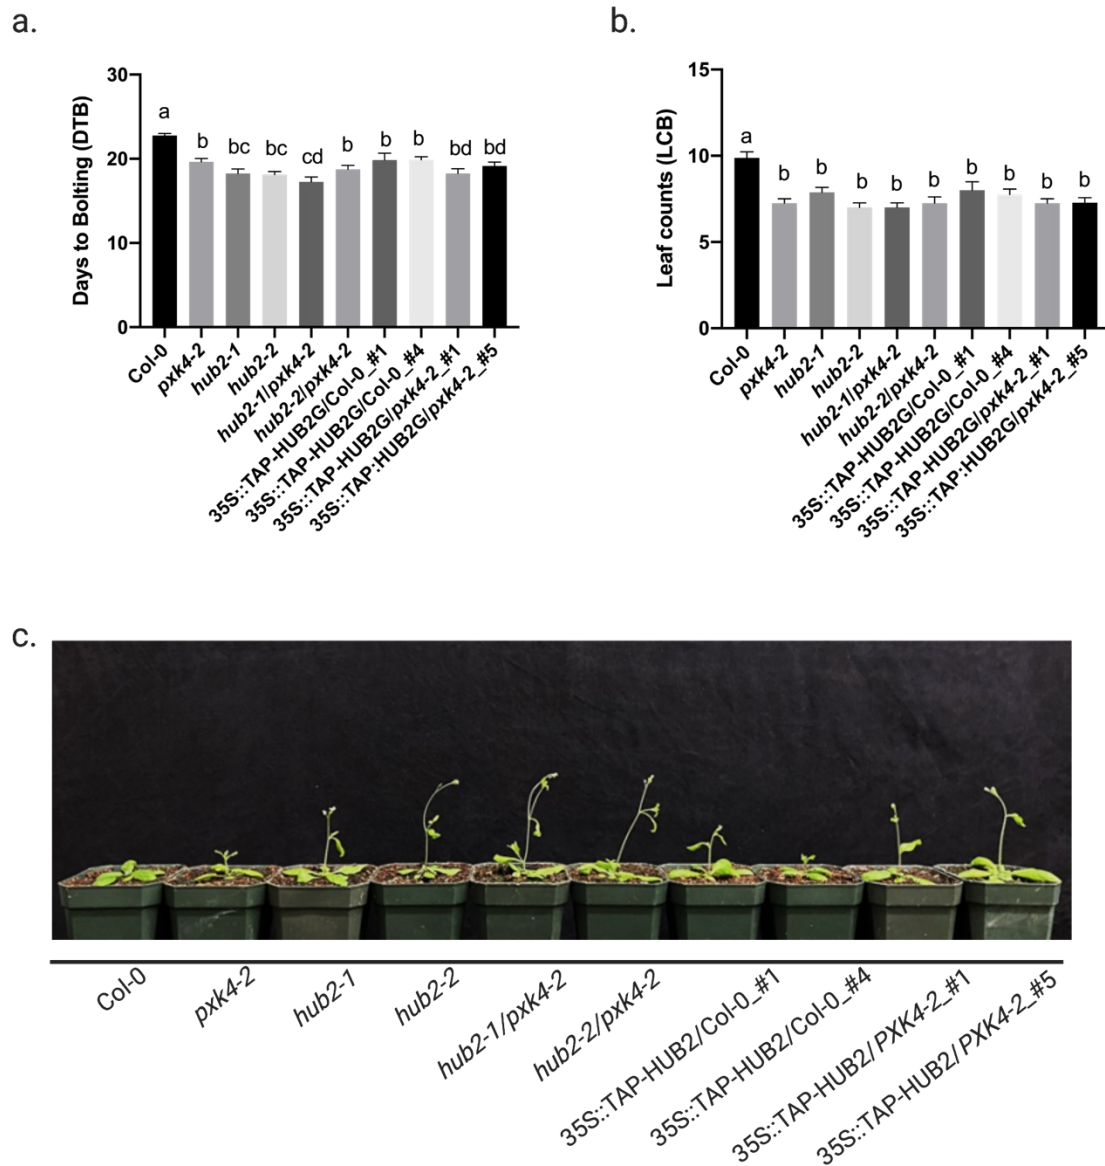 a.
Days to Bolting (DTB)
30
20
10
0
a
b
bc
bc
cd
b
b
b
bd
bd
Col-0
pxk4-2
hub2-1
hub2-2
hub2-1/pxk4-2
hub2-2/pxk4-2
35S::TAP-HUB2G/Col-0_#1
35S::TAP-HUB2G/Col-0_#4
35S::TAP-HUB2G/pxk4-2_#1
35S::TAP:HUB2G/pxk4-2_#5
b.
Leaf counts (LCB)
15
10
5
0
a
b
b
b
b
b
b
b
b
b
Col-0
pxk4-2
hub2-1
hub2-2
hub2-1/pxk4-2
hub2-2/pxk4-2
35S::TAP-HUB2G/Col-0_#1
35S::TAP-HUB2G/Col-0_#4
35S::TAP-HUB2G/pxk4-2_#1
35S::TAP:HUB2G/pxk4-2_#5
c.
Col-0
pxk4-2
hub2-1
hub2-2
hub2-1/pxk4-2
hub2-2/pxk4-2
35S::TAP-HUB2/Col-0_#1
35S::TAP-HUB2/Col-0_#4
35S::TAP-HUB2/PXK4-2_#1
35S::TAP-HUB2/PXK4-2_#5